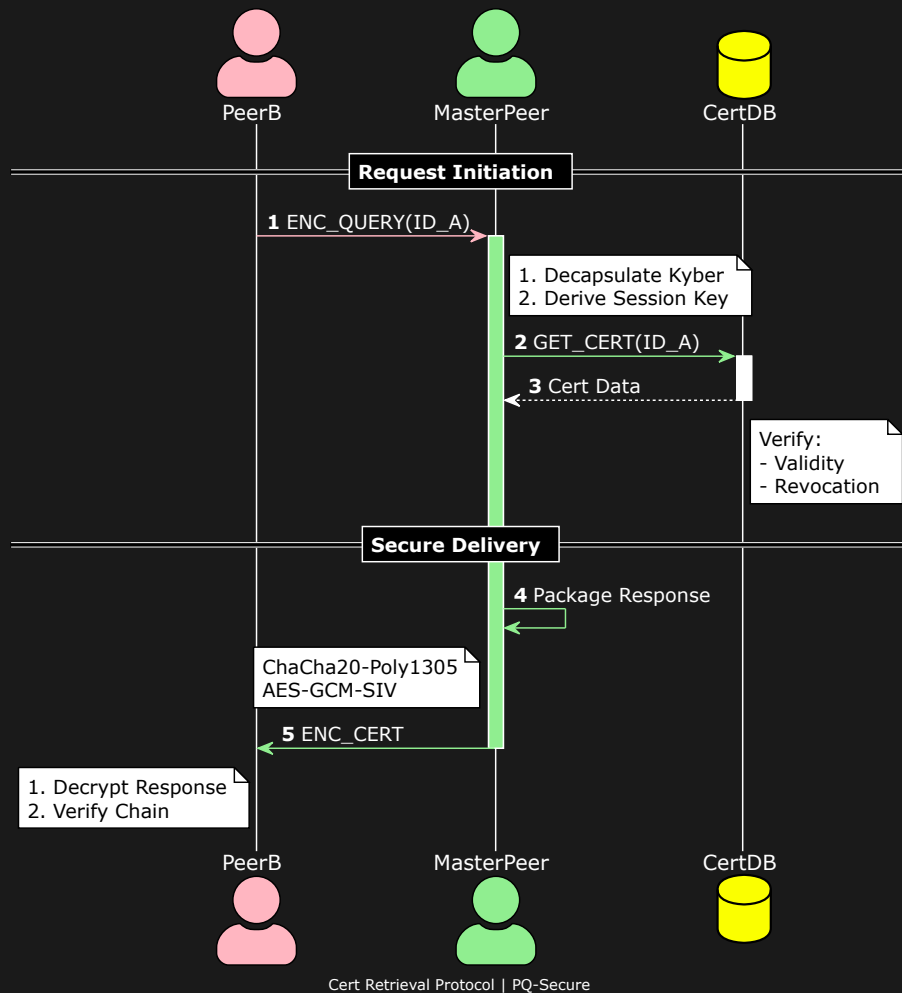 PeerB
MasterPeer
CertDB
Request Initiation
1 ENC_QUERY(ID_A)
1. Decapsulate Kyber
2. Derive Session Key
2 GET_CERT(ID_A)
3 Cert Data
Verify:
- Validity
- Revocation
Secure Delivery
4 Package Response
ChaCha20-Poly1305
AES-GCM-SIV
5 ENC_CERT
1. Decrypt Response
2. Verify Chain
PeerB
MasterPeer
CertDB
Cert Retrieval Protocol | PQ-Secure